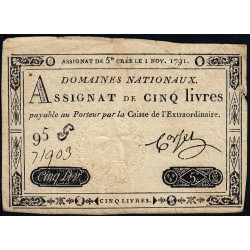 ASSIGNAT DE 5# CRÉÉ LE 1 NOV. 1791.
DOMAINES NATIONAUX.
ASSIGNAT DE CINQ livres
payable au Porteur par la Caisse de l'Extraordinaire.
95
71903
Corsel
Cinq Liv.
5
CINQ LIVRES.